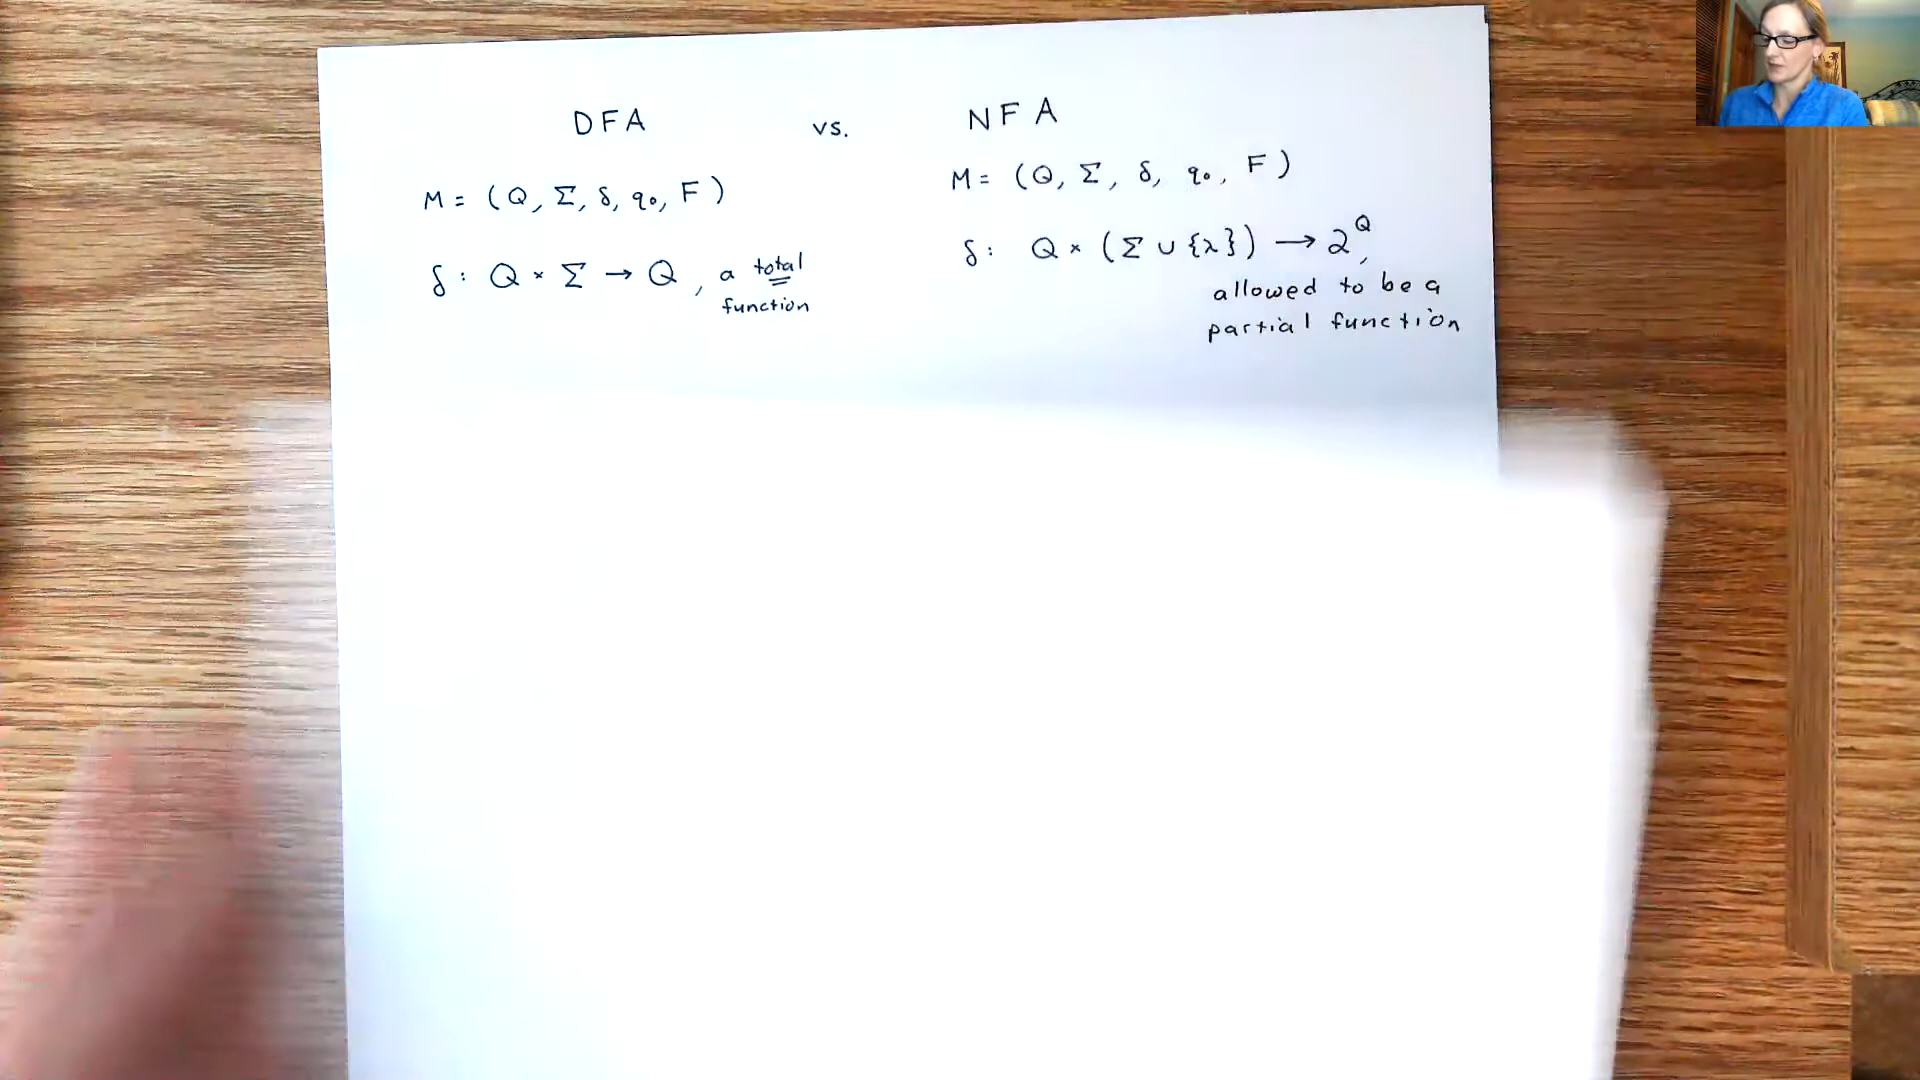 DFA vs. NFA
M = (Q, Σ, δ, q₀, F)
δ : Q × Σ → Q, a total
function
M = (Q, Σ, δ, q₀, F)
δ : Q × (Σ ∪ {λ}) → 2^Q,
allowed to be a
partial function